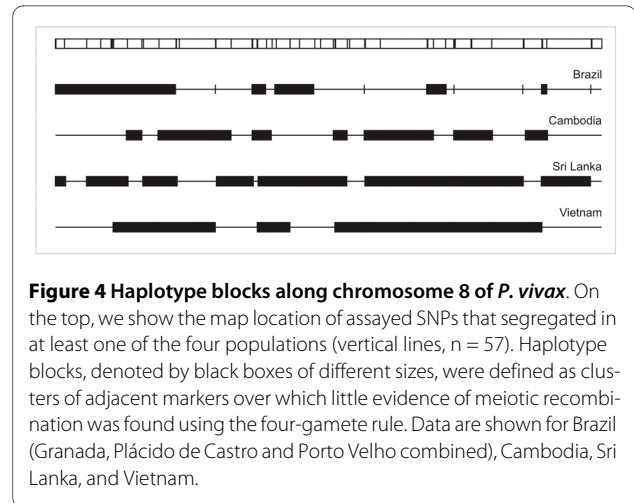 Brazil
Cambodia
Sri Lanka
Vietnam
Figure 4 Haplotype blocks along chromosome 8 of P. vivax. On
the top, we show the map location of assayed SNPs that segregated in
at least one of the four populations (vertical lines, n = 57). Haplotype
blocks, denoted by black boxes of different sizes, were defined as clus-
ters of adjacent markers over which little evidence of meiotic recombi-
nation was found using the four-gamete rule. Data are shown for Brazil
(Granada, Plácido de Castro and Porto Velho combined), Cambodia, Sri
Lanka, and Vietnam.